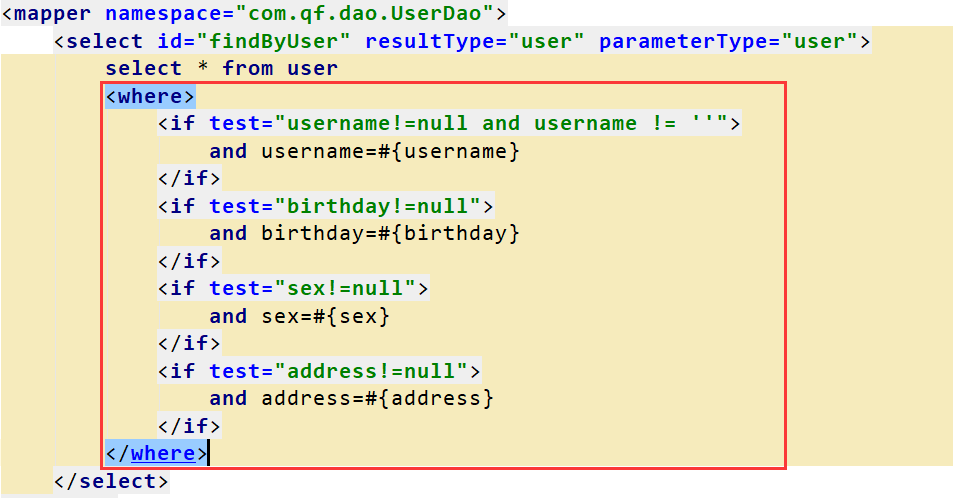 <mapper namespace="com.qf.dao.UserDao">
<select id="findByUser" resultType="user" parameterType="user">
select * from user
<where>
<if test="username!=null and username != ''">
and username=#{username}
</if>
<if test="birthday!=null">
and birthday=#{birthday}
</if>
<if test="sex!=null">
and sex=#{sex}
</if>
<if test="address!=null">
and address=#{address}
</if>
</where>
</select>